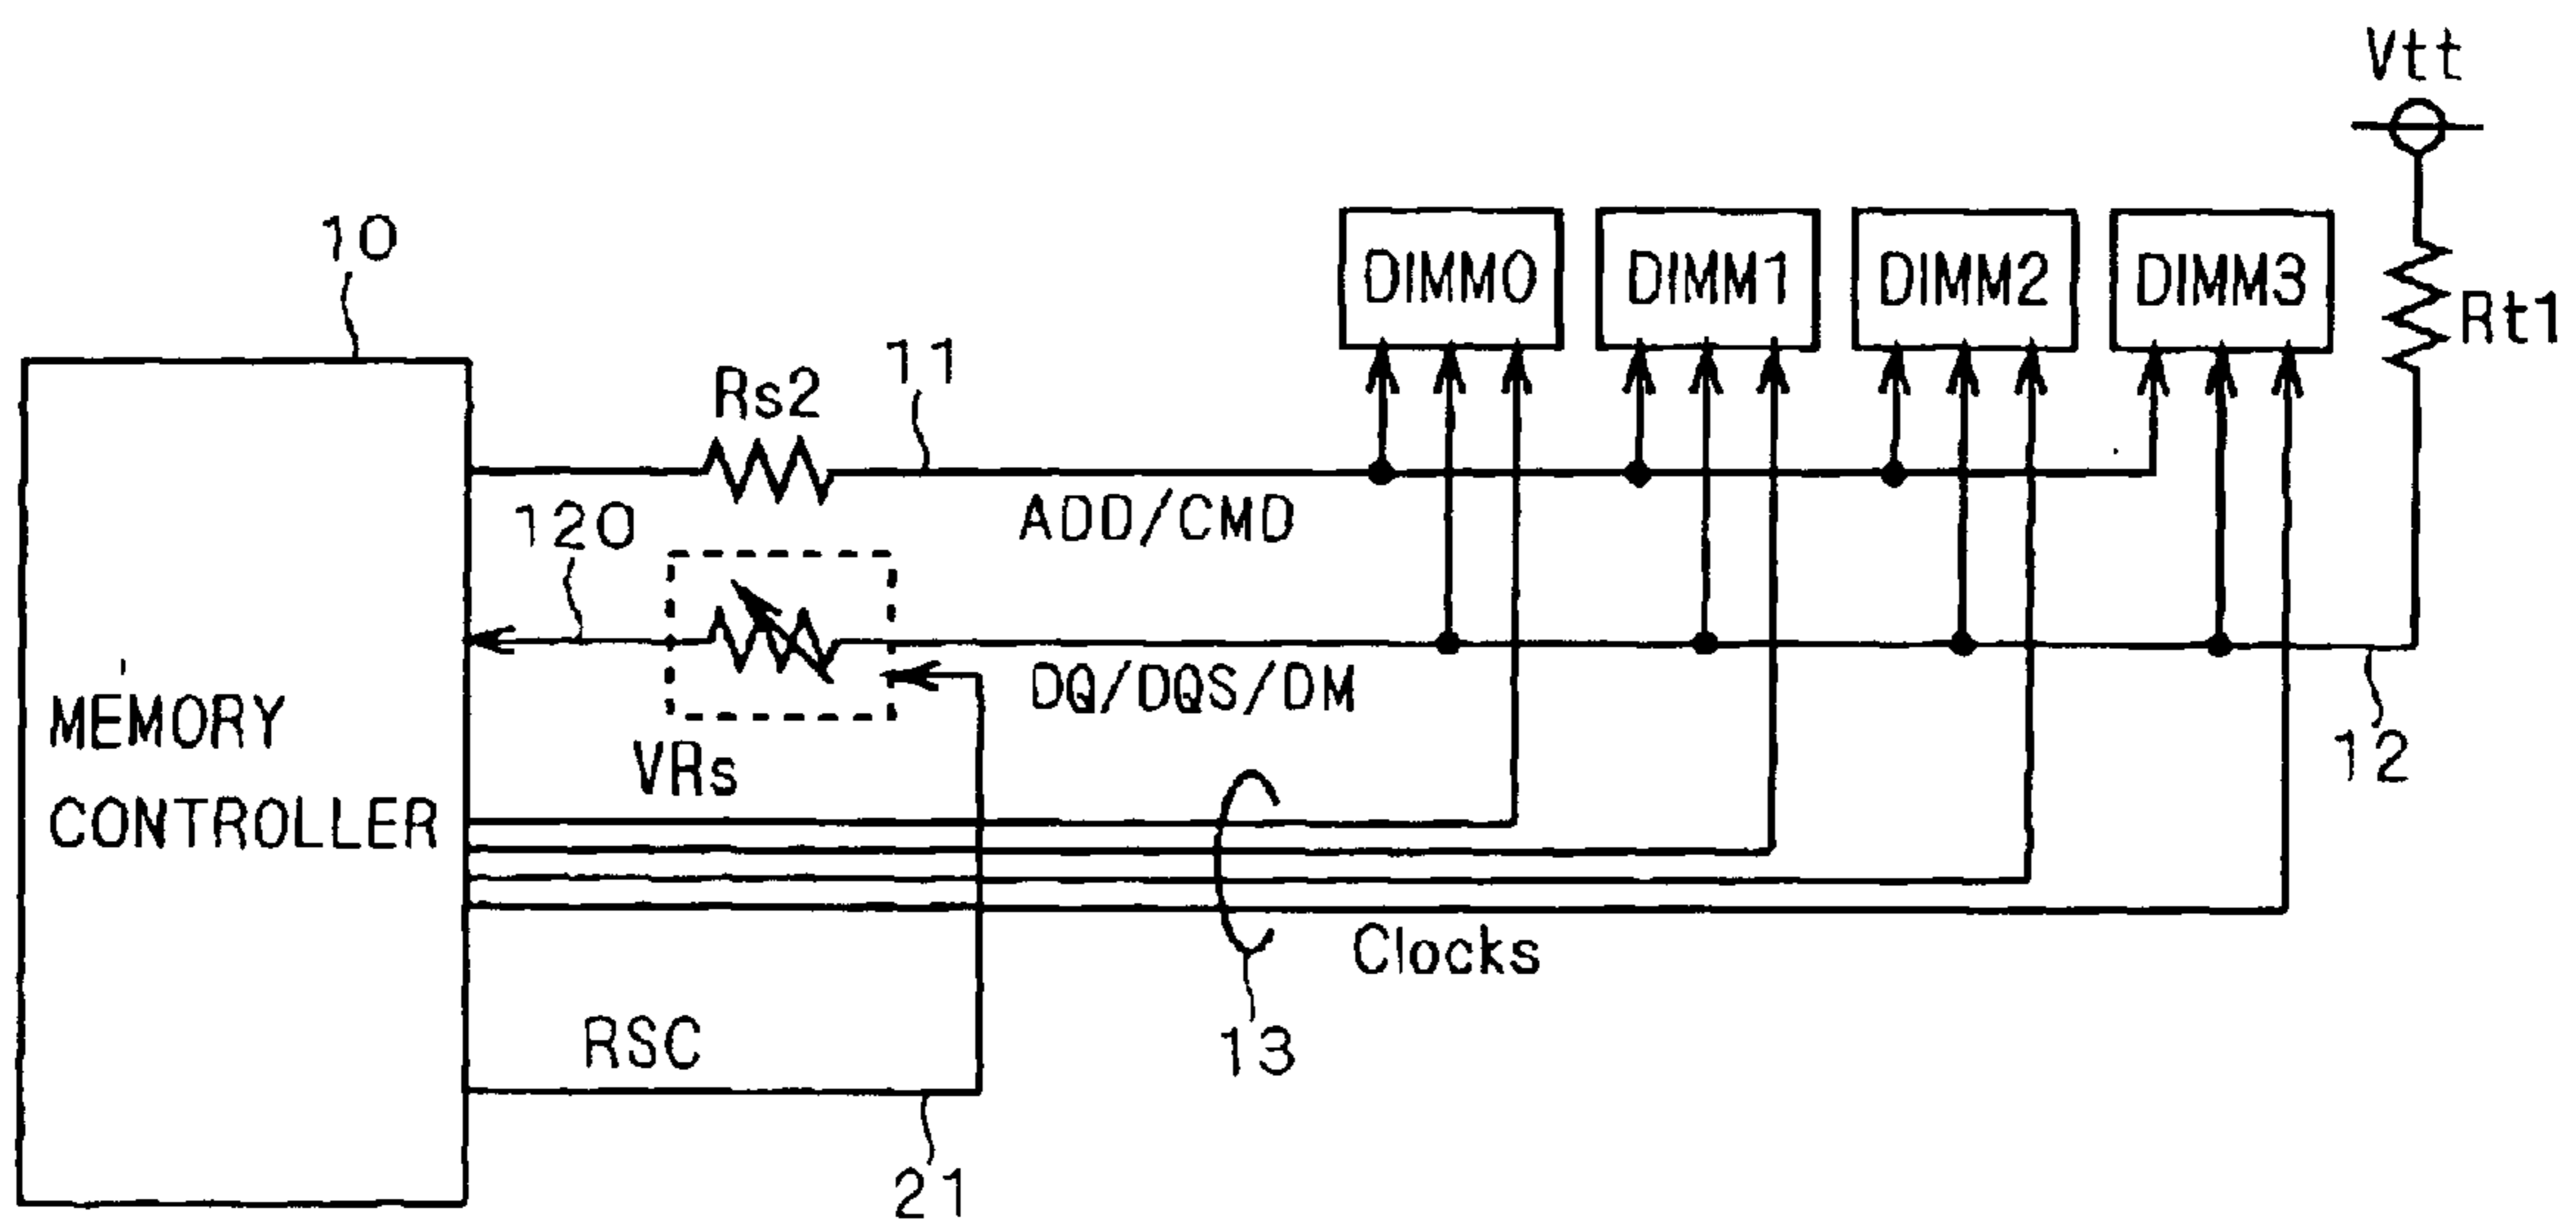 Vtt
10
DIMM0 DIMM1 DIMM2 DIMM3
Rt1
11
Rs2
ADD/CMD
120
DQ/DQS/DM
MEMORY
CONTROLLER
VRs
12
Clocks
13
RSC
21